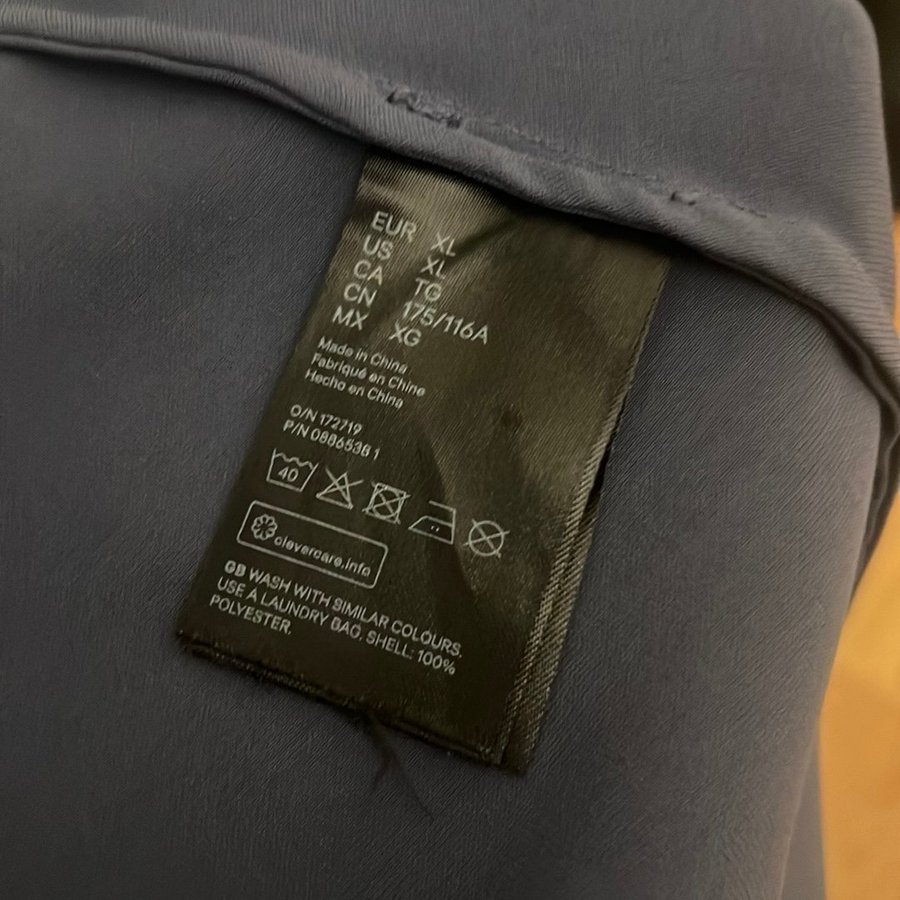 EUR XL
US XL
CA TG
CN 175/116A
MX XG
Made in China
Fabriqué en Chine
Hecho en China
O/N 172719
P/N 0886538 1
40
clevercare.info
GB WASH WITH SIMILAR COLOURS.
USE A LAUNDRY BAG. SHELL: 100%
POLYESTER.